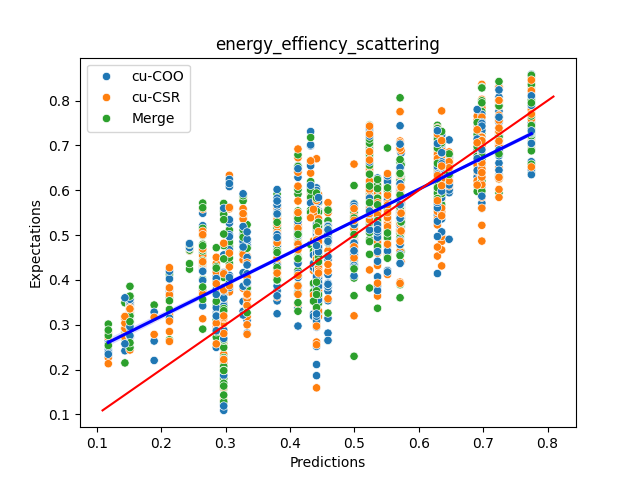 energy_effiency_scattering
cu-COO
cu-CSR
Merge
Expectations
0.8
0.7
0.6
0.5
0.4
0.3
0.2
0.1
0.1 0.2 0.3 0.4 0.5 0.6 0.7 0.8
Predictions